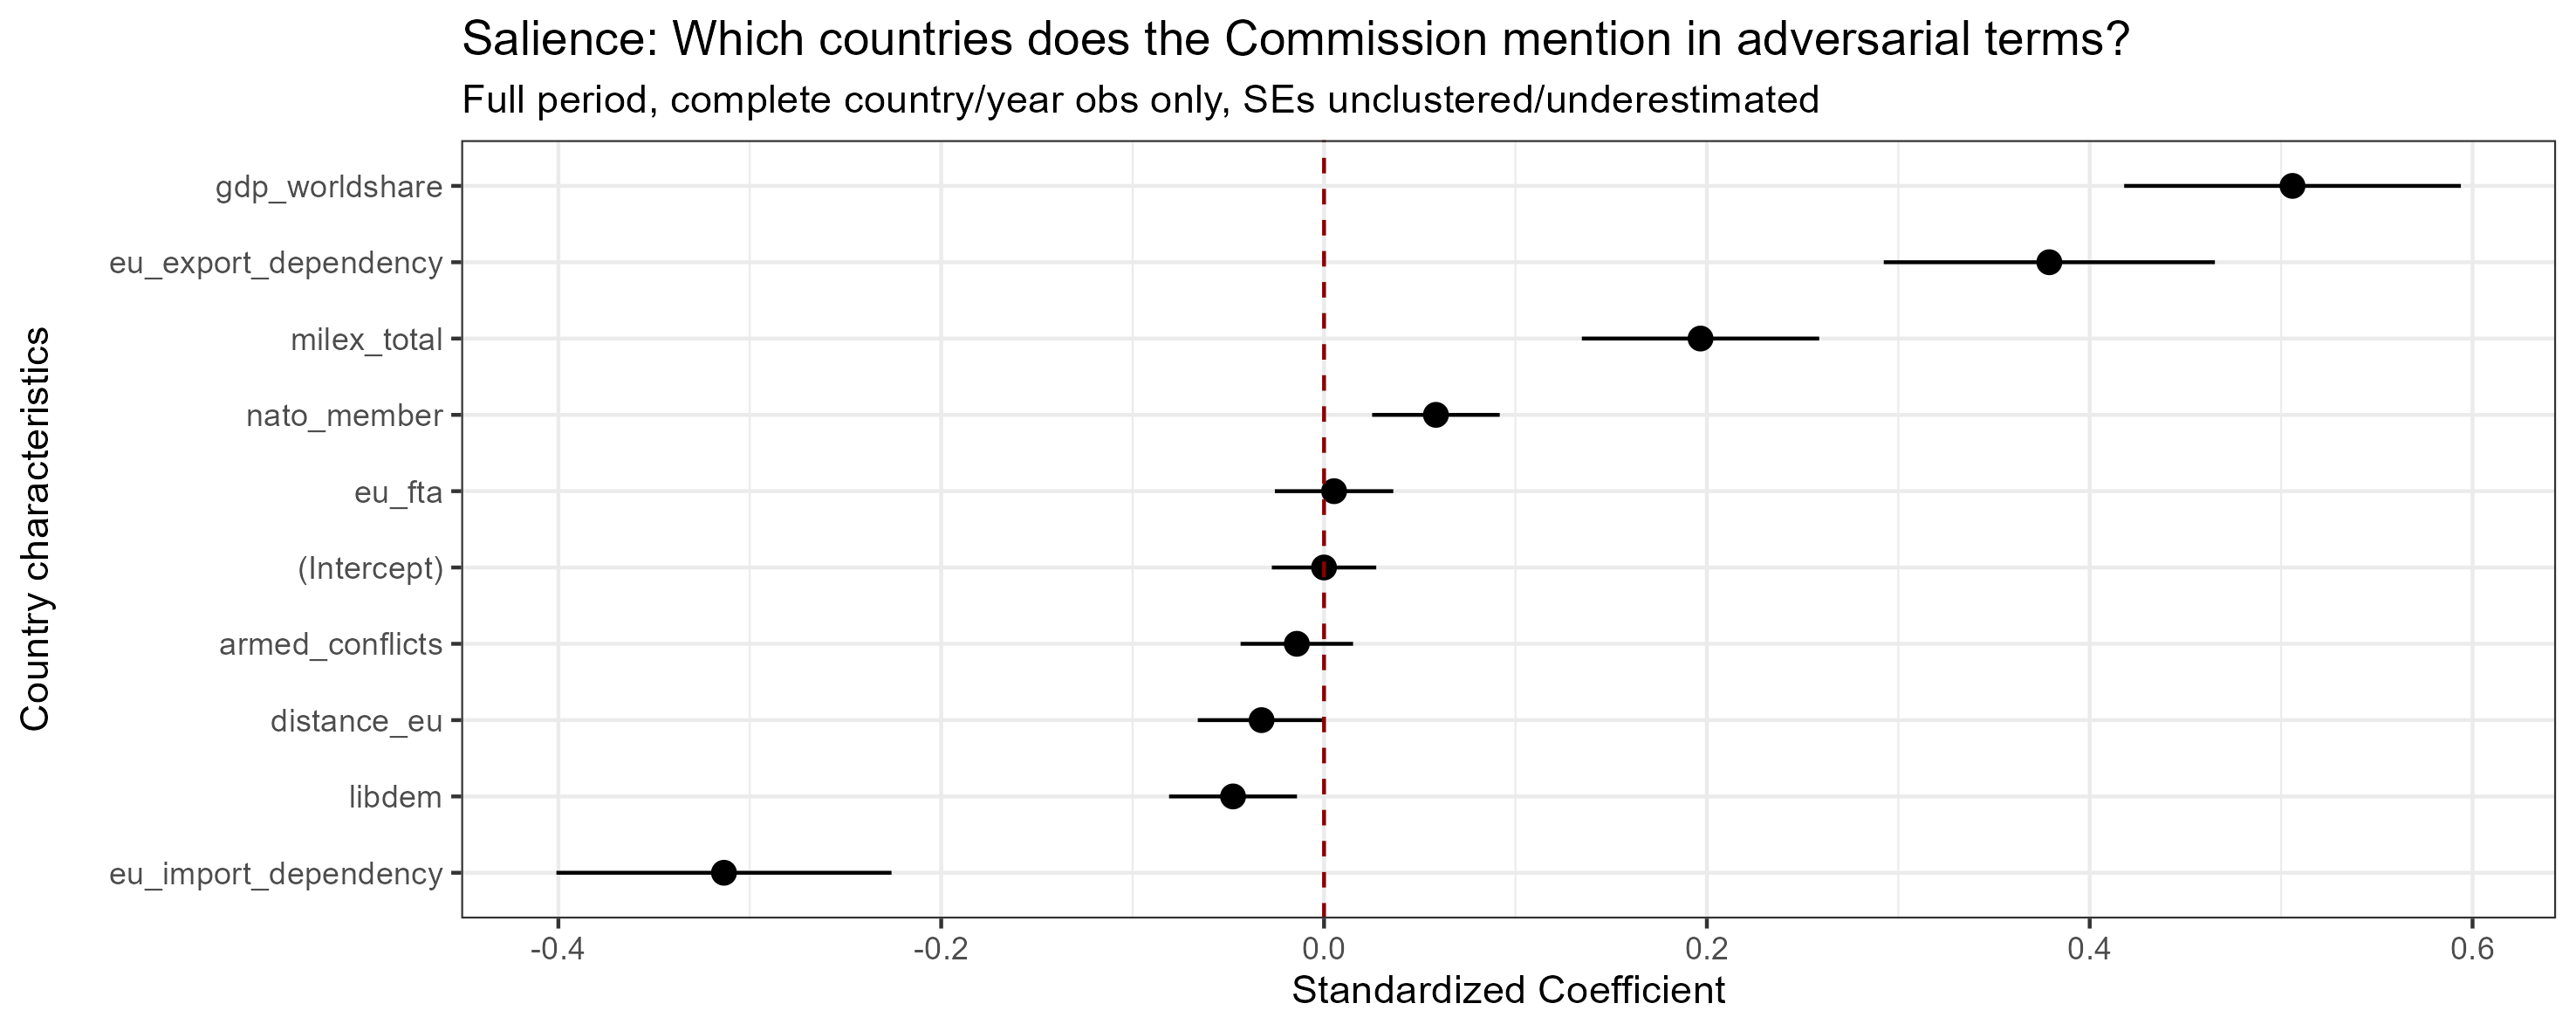 Salience: Which countries does the Commission mention in adversarial terms?
Full period, complete country/year obs only, SEs unclustered/underestimated
Country characteristics
gdp_worldshare
eu_export_dependency
milex_total
nato_member
eu_fta
(Intercept)
armed_conflicts
distance_eu
libdem
eu_import_dependency
-0.4
-0.2
0.0
0.2
0.4
0.6
Standardized Coefficient